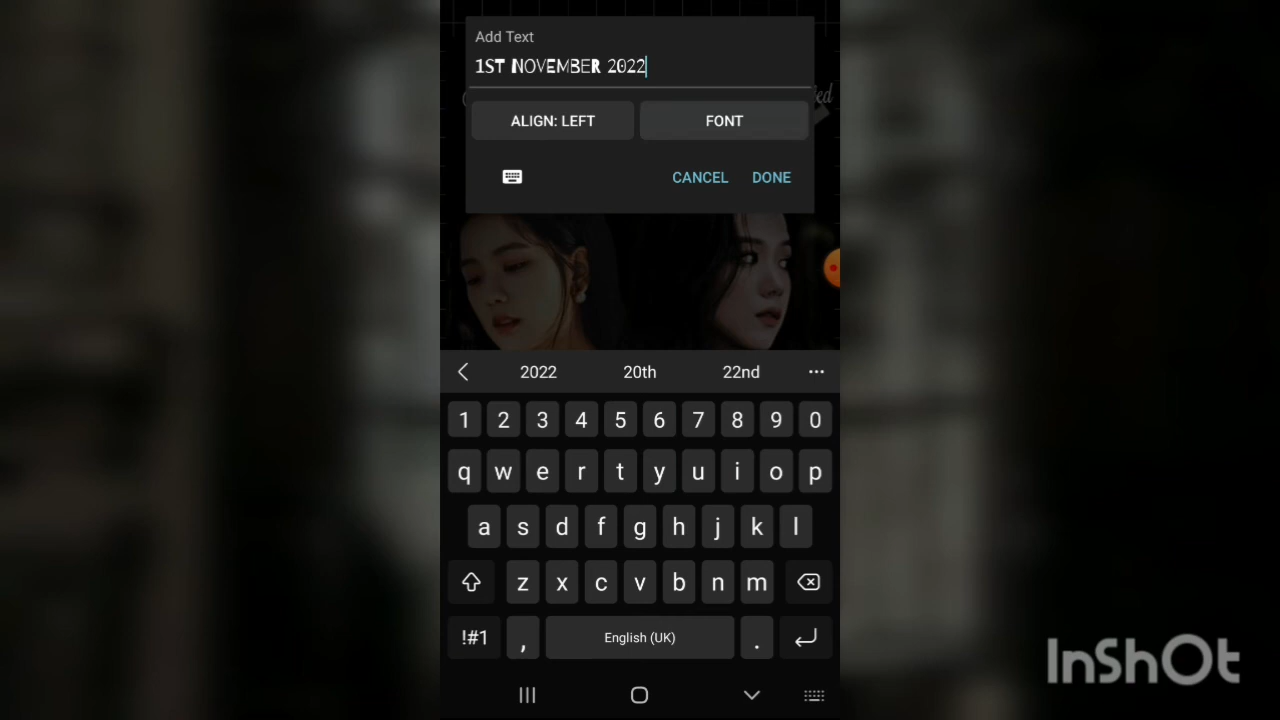 Add Text
1ST NOVEMBER 2022
ed
ALIGN: LEFT FONT
CANCEL DONE
2022 20th 22nd ...
1 2 3 4 5 6 7 8 9 0
q w e r t y u i o p
a s d f g h j k l
z x c v b n m
!#1 , English (UK) .
InShOt